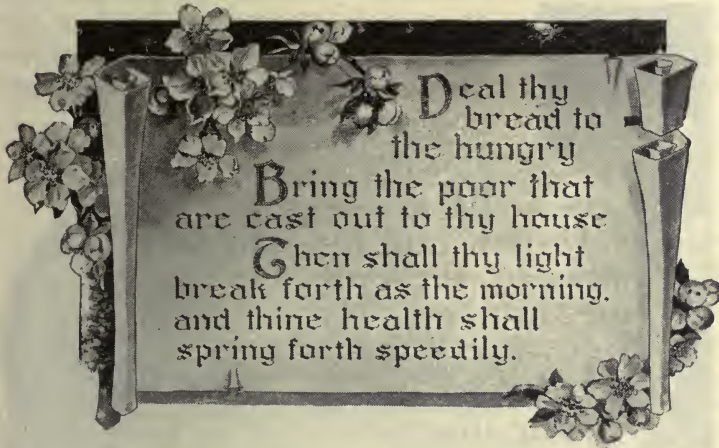 Deal thy
bread to
the hungry
Bring the poor that
are cast out to thy house
Then shall thy light
break forth as the morning,
and thine health shall
spring forth speedily.